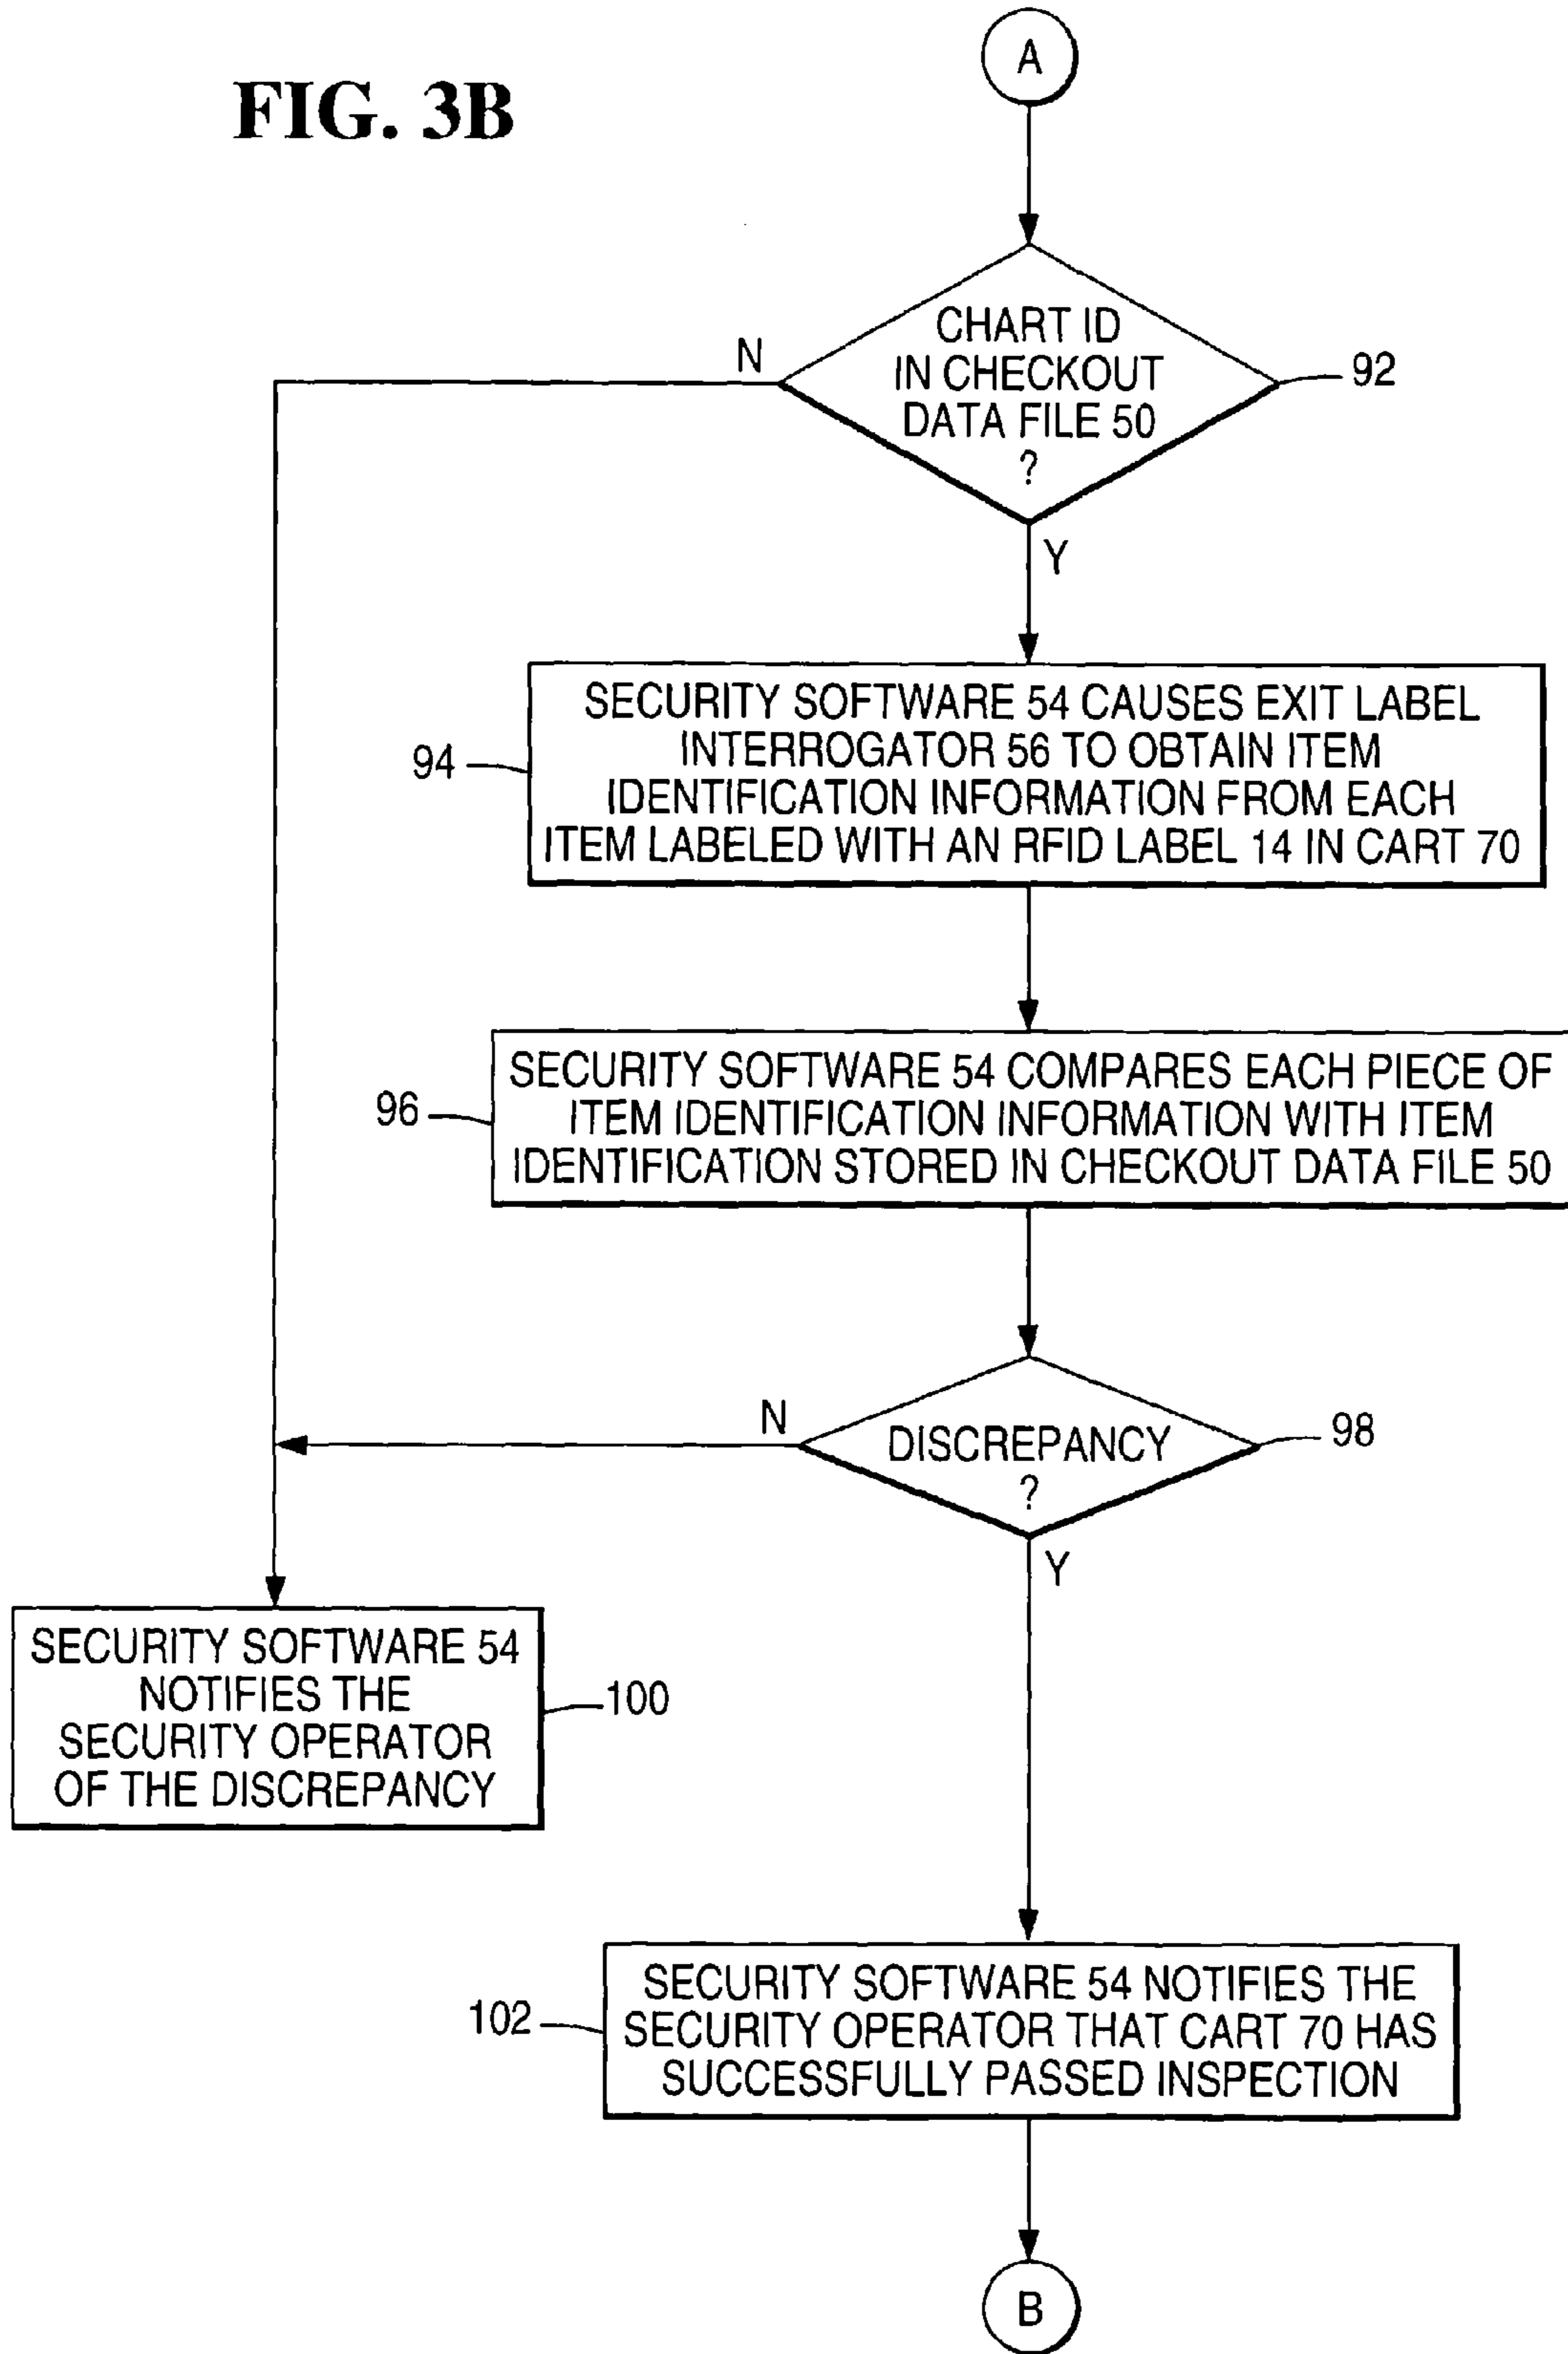 FIG. 3B
A
CHART ID
IN CHECKOUT
DATA FILE 50
?
92
N
Y
SECURITY SOFTWARE 54 CAUSES EXIT LABEL
INTERROGATOR 56 TO OBTAIN ITEM
IDENTIFICATION INFORMATION FROM EACH
ITEM LABELED WITH AN RFID LABEL 14 IN CART 70
94
SECURITY SOFTWARE 54 COMPARES EACH PIECE OF
ITEM IDENTIFICATION INFORMATION WITH ITEM
IDENTIFICATION STORED IN CHECKOUT DATA FILE 50
96
DISCREPANCY
?
98
N
Y
SECURITY SOFTWARE 54
NOTIFIES THE
SECURITY OPERATOR
OF THE DISCREPANCY
100
SECURITY SOFTWARE 54 NOTIFIES THE
SECURITY OPERATOR THAT CART 70 HAS
SUCCESSFULLY PASSED INSPECTION
102
B